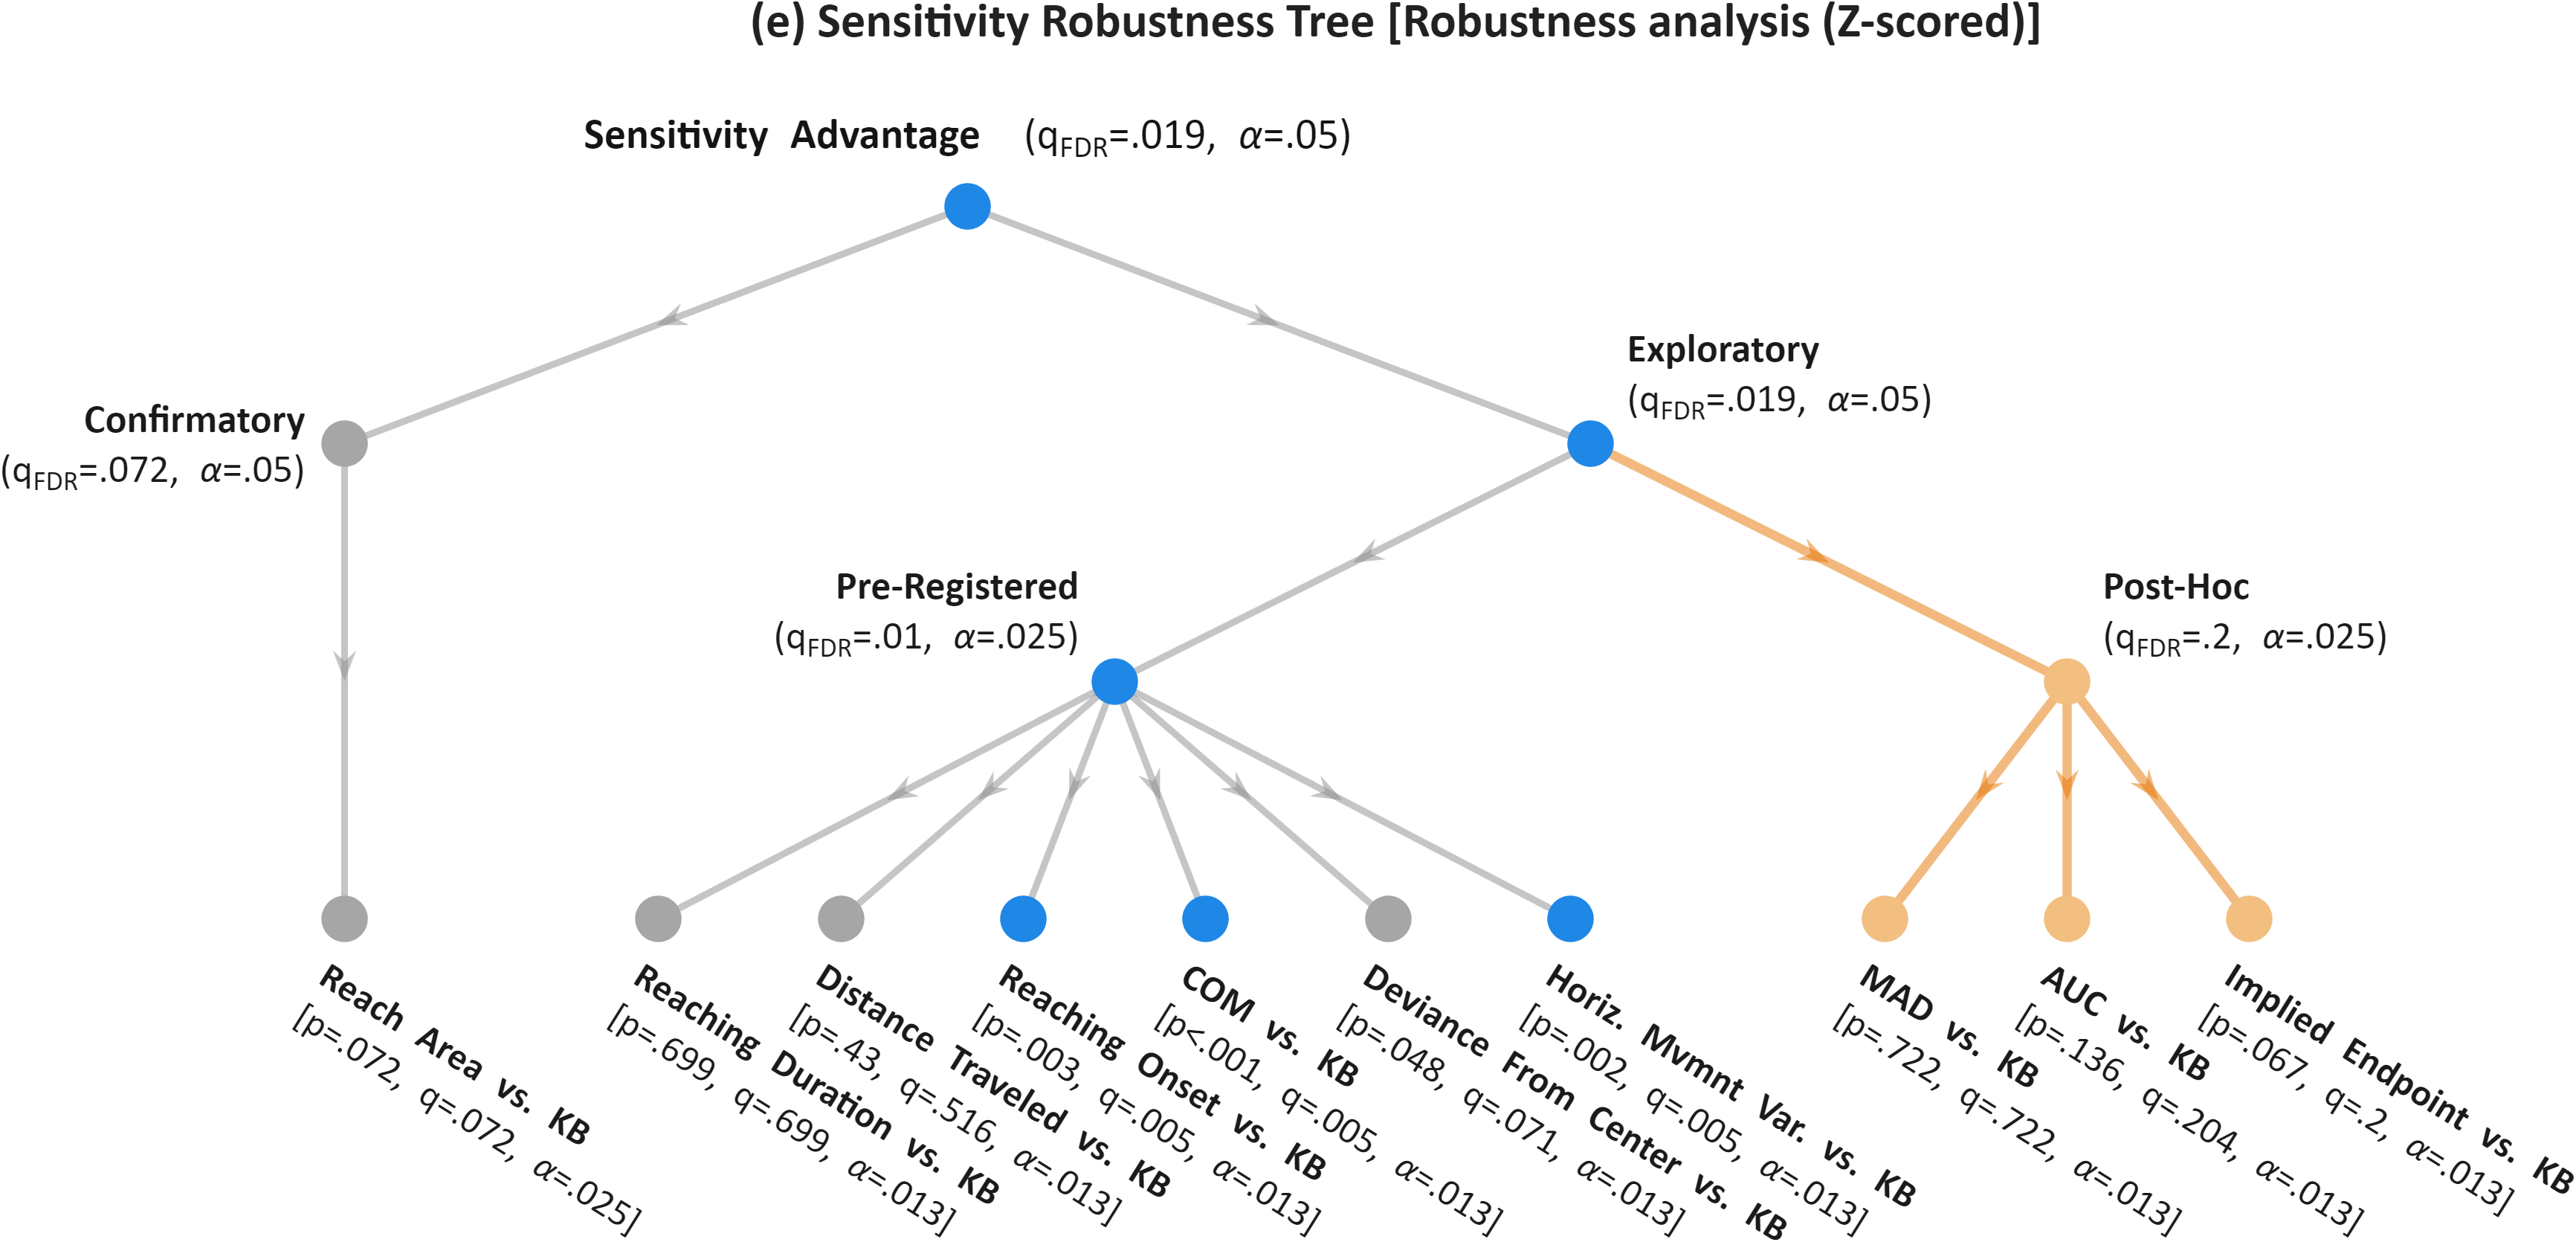 (e) Sensitivity Robustness Tree [Robustness analysis (Z-scored)]
Sensitivity Advantage (qFDR=.019, α=.05)
Exploratory
(qFDR=.019, α=.05)
Confirmatory
(qFDR=.072, α=.05)
Pre-Registered
(qFDR=.01, α=.025)
Post-Hoc
(qFDR=.2, α=.025)
Reach Area vs. KB
[p=.072, q=.072, α=.025]
Reaching Duration vs. KB
[p=.699, q=.699, α=.013]
Distance Traveled vs. KB
[p=.43, q=.516, α=.013]
Reaching Onset vs. KB
[p=.003, q=.005, α=.013]
COM vs. KB
[p<.001, q=.005, α=.013]
Deviance From Center vs. KB
[p=.048, q=.071, α=.013]
Horiz. Mvmnt Var. vs. KB
[p=.002, q=.005, α=.013]
MAD vs. KB
[p=.722, q=.722, α=.013]
AUC vs. KB
[p=.136, q=.204, α=.013]
Implied Endpoint vs. KB
[p=.067, q=.2, α=.013]